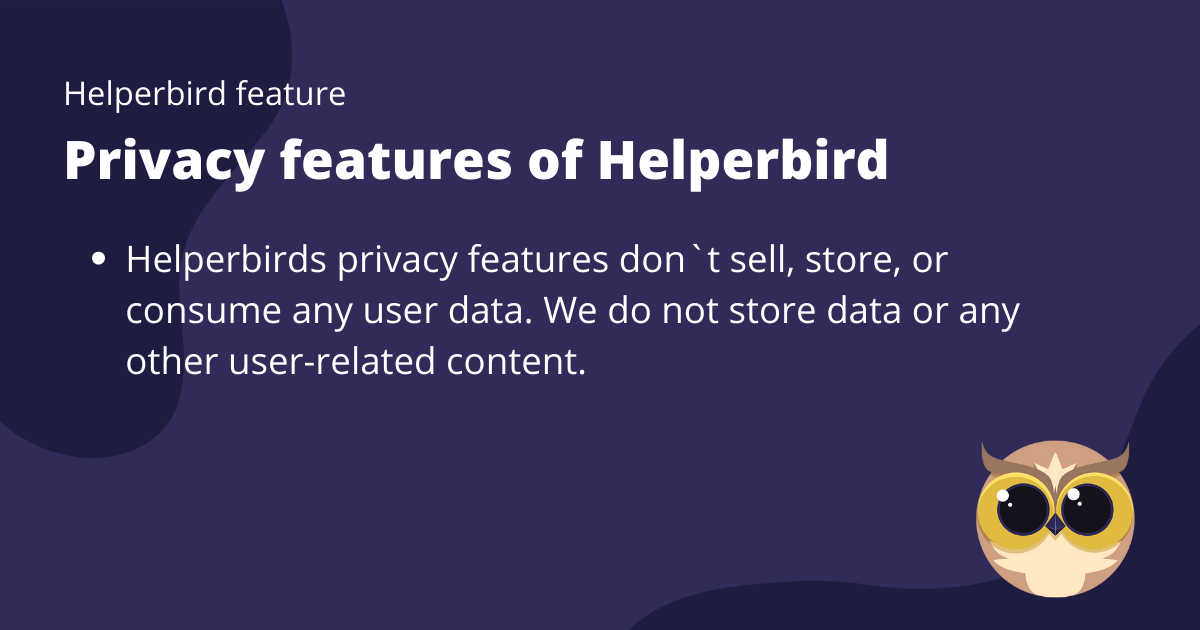 Helperbird feature
Privacy features of Helperbird
• Helperbirds privacy features don`t sell, store, or
consume any user data. We do not store data or any
other user-related content.